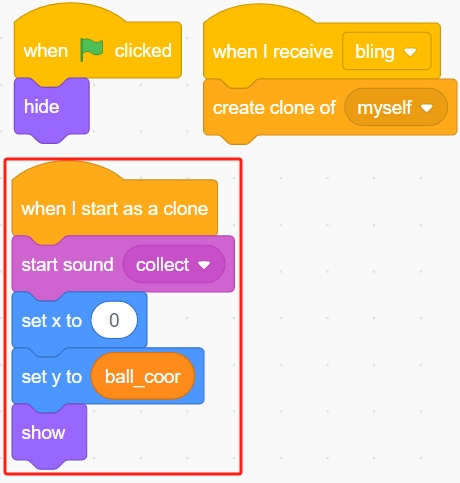 when clicked
hide
when I receive bling
create clone of myself
when I start as a clone
start sound collect
set x to 0
set y to ball_coor
show